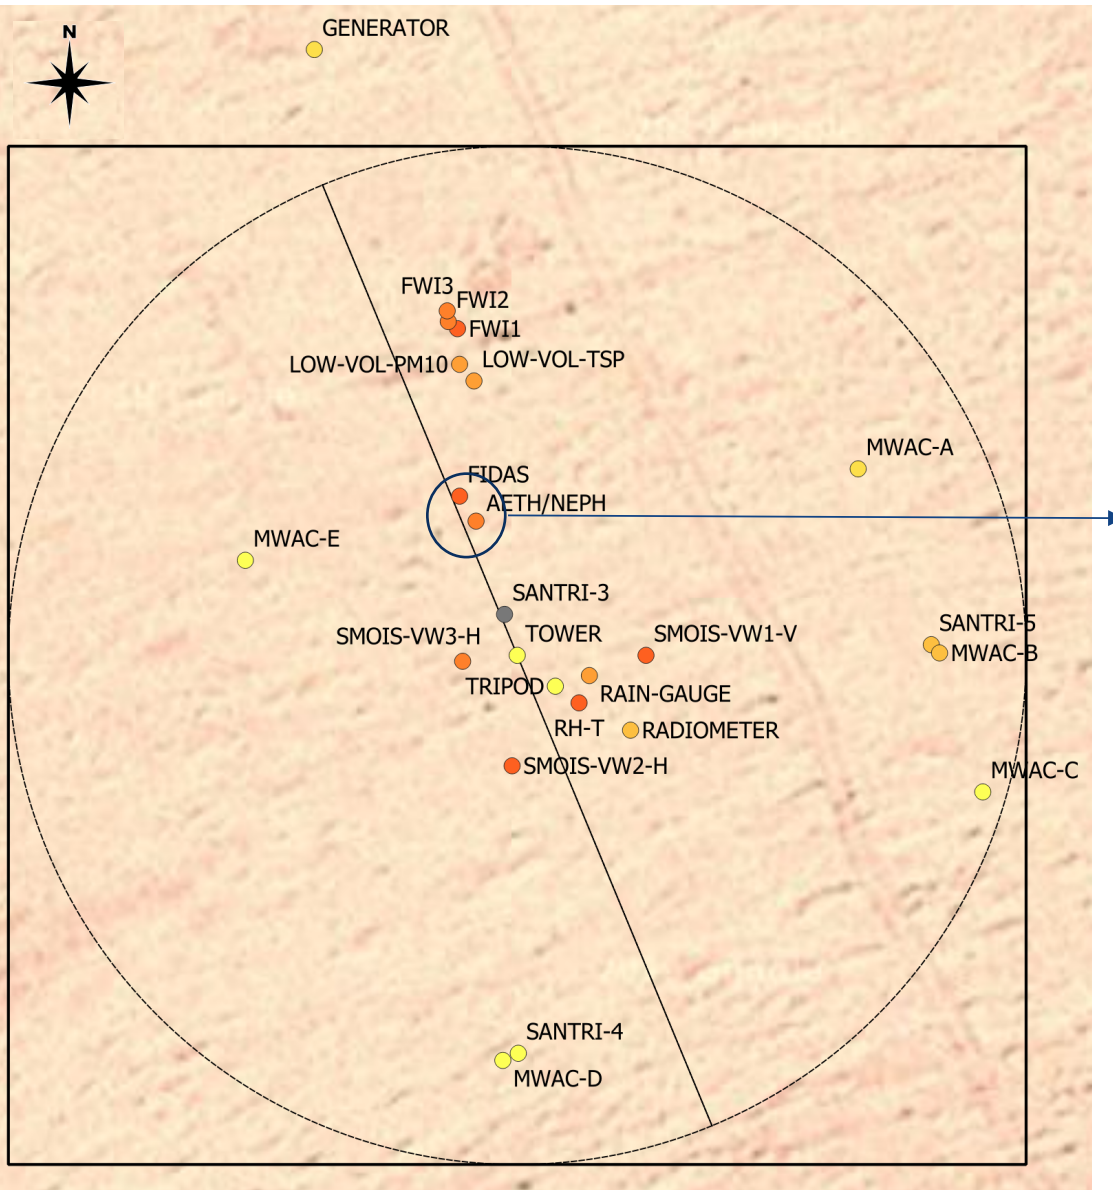 N
GENERATOR
FWI3
FWI2
FWI1
LOW-VOL-PM10
LOW-VOL-TSP
MWAC-A
FIDAS
AETH/NEPH
MWAC-E
SANTRI-3
SANTRI-5
SMOIS-VW3-H
TOWER
SMOIS-VW1-V
MWAC-B
TRIPOD
RAIN-GAUGE
RH-T
RADIOMETER
SMOIS-VW2-H
MWAC-C
SANTRI-4
MWAC-D